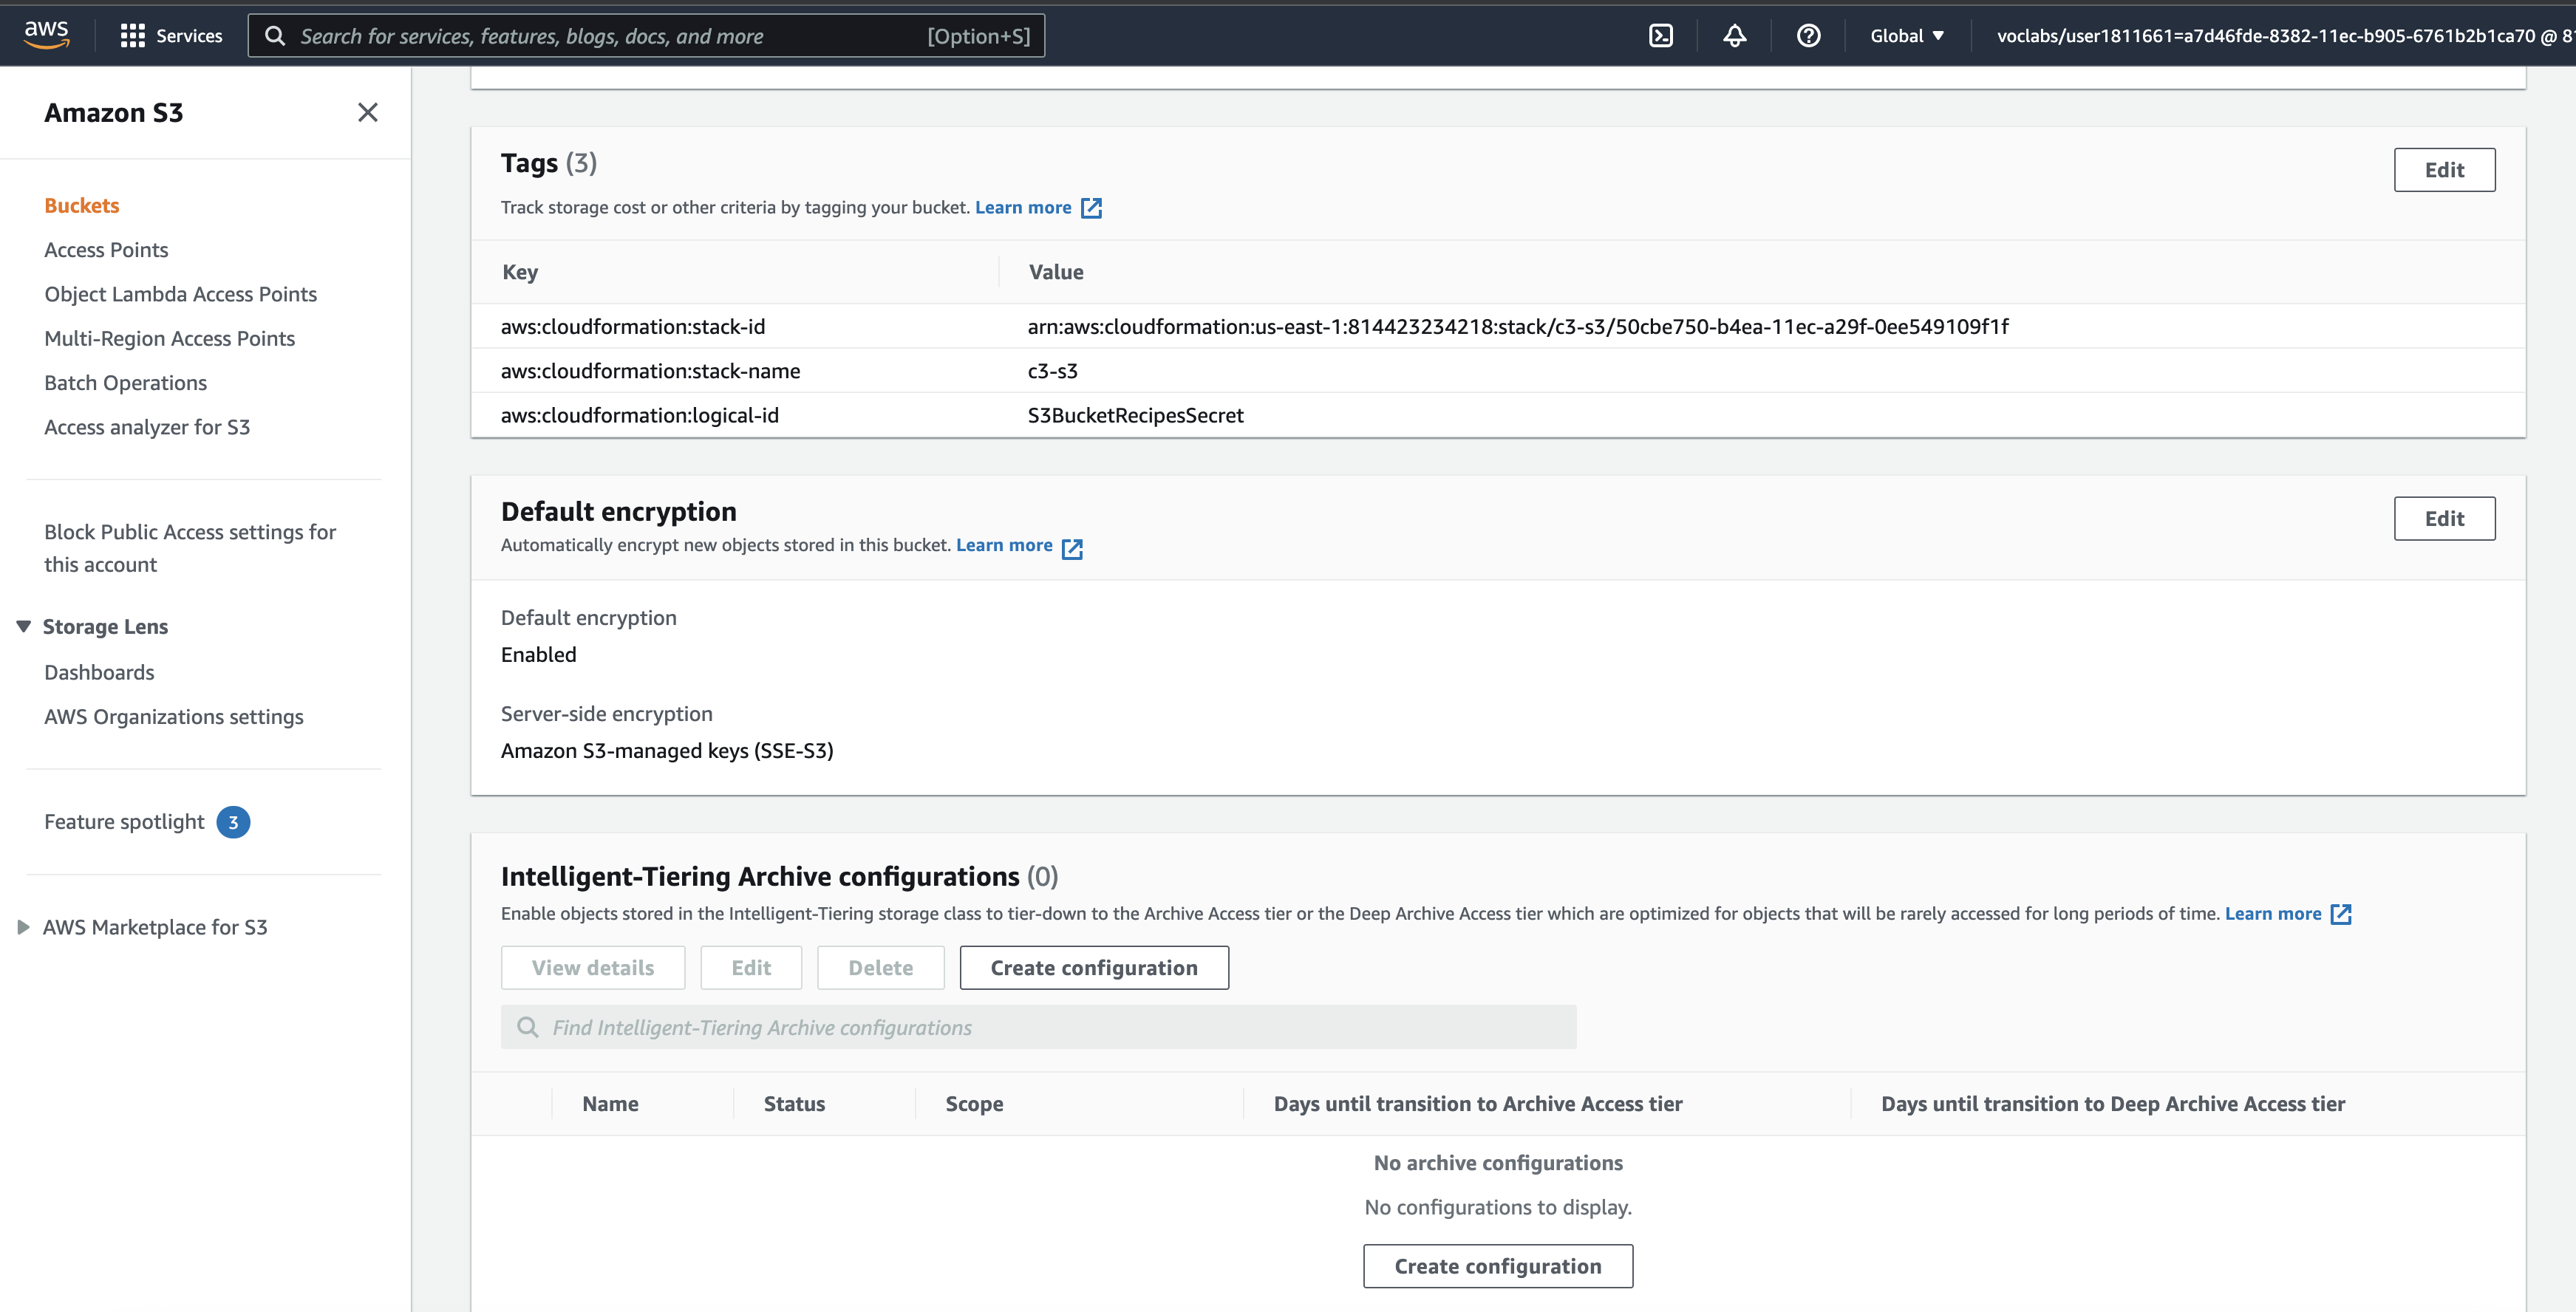 aws
Services
Search for services, features, blogs, docs, and more [Option+S]
Global
voclabs/user1811661=a7d46fde-8382-11ec-b905-6761b2b1ca70 @ 81
Amazon S3
Buckets
Access Points
Object Lambda Access Points
Multi-Region Access Points
Batch Operations
Access analyzer for S3
Block Public Access settings for
this account
Storage Lens
Dashboards
AWS Organizations settings
Feature spotlight 3
AWS Marketplace for S3
Tags (3)
Edit
Track storage cost or other criteria by tagging your bucket. Learn more
Key Value
aws:cloudformation:stack-id arn:aws:cloudformation:us-east-1:814423234218:stack/c3-s3/50cbe750-b4ea-11ec-a29f-0ee549109f1f
aws:cloudformation:stack-name c3-s3
aws:cloudformation:logical-id S3BucketRecipesSecret
Default encryption
Edit
Automatically encrypt new objects stored in this bucket. Learn more
Default encryption
Enabled
Server-side encryption
Amazon S3-managed keys (SSE-S3)
Intelligent-Tiering Archive configurations (0)
Enable objects stored in the Intelligent-Tiering storage class to tier-down to the Archive Access tier or the Deep Archive Access tier which are optimized for objects that will be rarely accessed for long periods of time. Learn more
View details Edit Delete Create configuration
Find Intelligent-Tiering Archive configurations
Name Status Scope Days until transition to Archive Access tier Days until transition to Deep Archive Access tier
No archive configurations
No configurations to display.
Create configuration